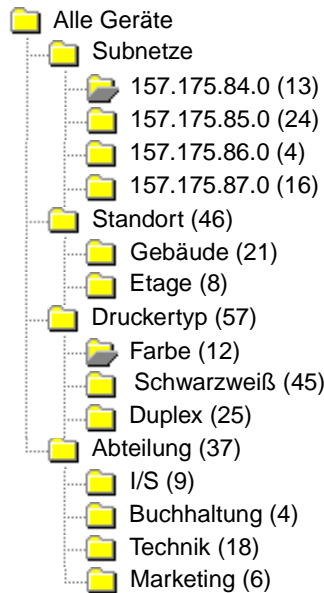 Alle Geräte
Subnetze
157.175.84.0 (13)
157.175.85.0 (24)
157.175.86.0 (4)
157.175.87.0 (16)
Standort (46)
Gebäude (21)
Etage (8)
Druckertyp (57)
Farbe (12)
Schwarzweiß (45)
Duplex (25)
Abteilung (37)
I/S (9)
Buchhaltung (4)
Technik (18)
Marketing (6)